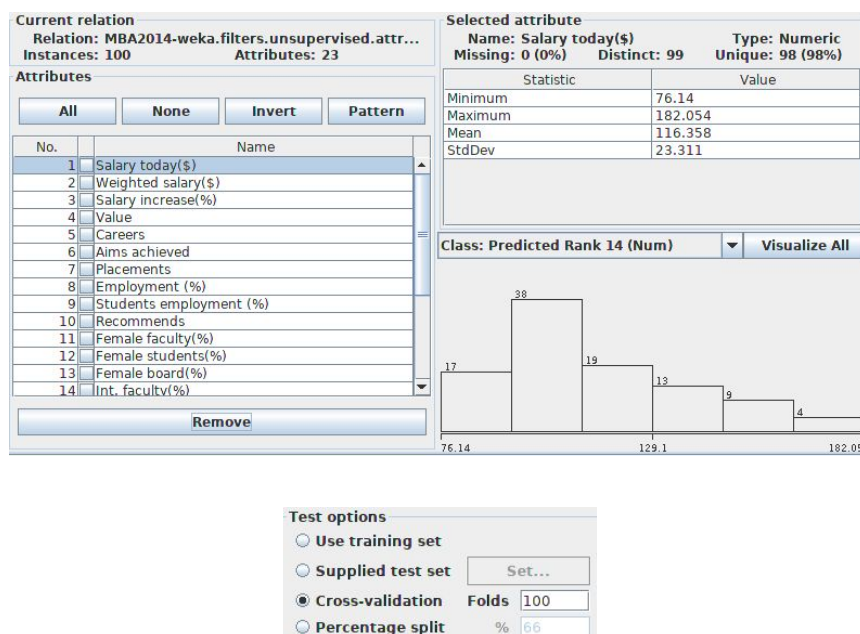 Current relation
Relation: MBA2014-weka.filters.unsupervised.attr...
Instances: 100 Attributes: 23
Attributes
All None Invert Pattern
No. Name
1 Salary today($)
2 Weighted salary($)
3 Salary increase(%)
4 Value
5 Careers
6 Aims achieved
7 Placements
8 Employment (%)
9 Students employment (%)
10 Recommends
11 Female faculty(%)
12 Female students(%)
13 Female board(%)
14 Int. faculty(%)
Remove
Selected attribute
Name: Salary today($) Type: Numeric
Missing: 0 (0%) Distinct: 99 Unique: 98 (98%)
Statistic Value
Minimum 76.14
Maximum 182.054
Mean 116.358
StdDev 23.311
Class: Predicted Rank 14 (Num) Visualize All
17 38 19 13 9 4
76.14 129.1 182.05
Test options
Use training set
Supplied test set Set...
Cross-validation Folds 100
Percentage split % 66